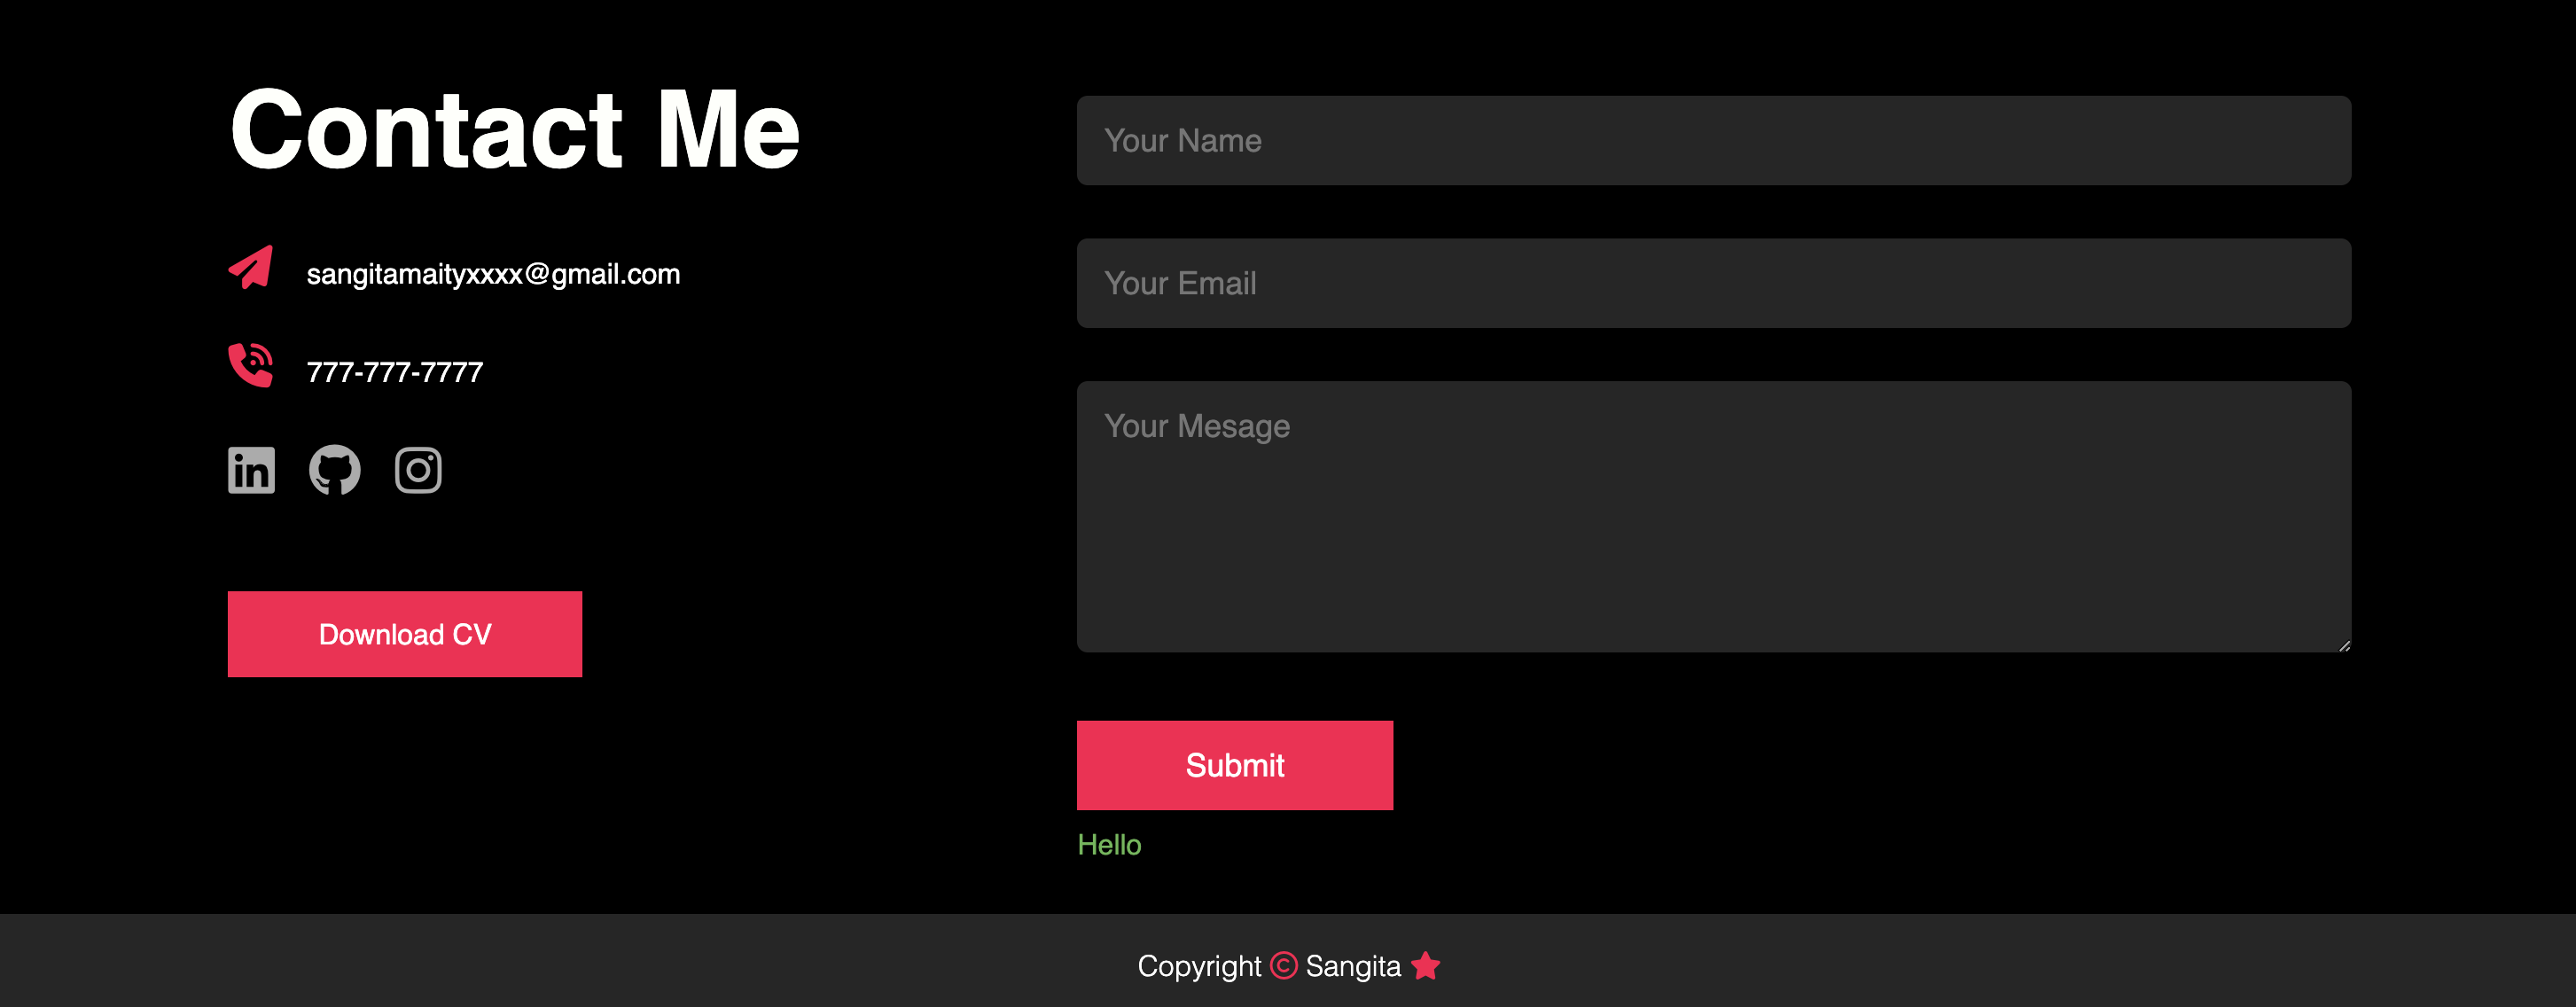 Contact Me
sangitamaityxxxx@gmail.com
777-777-7777
in
Download CV
Your Name
Your Email
Your Mesage
Submit
Hello
Copyright © Sangita